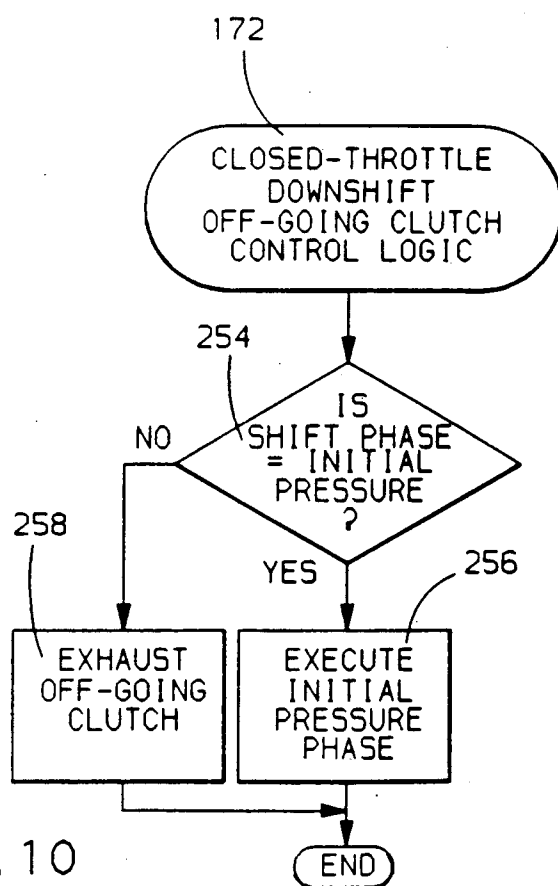 172
CLOSED-THROTTLE
DOWNSHIFT
OFF-GOING CLUTCH
CONTROL LOGIC
254
IS
SHIFT PHASE
= INITIAL
PRESSURE
?
NO
YES
258
256
EXHAUST
OFF-GOING
CLUTCH
EXECUTE
INITIAL
PRESSURE
PHASE
10
END